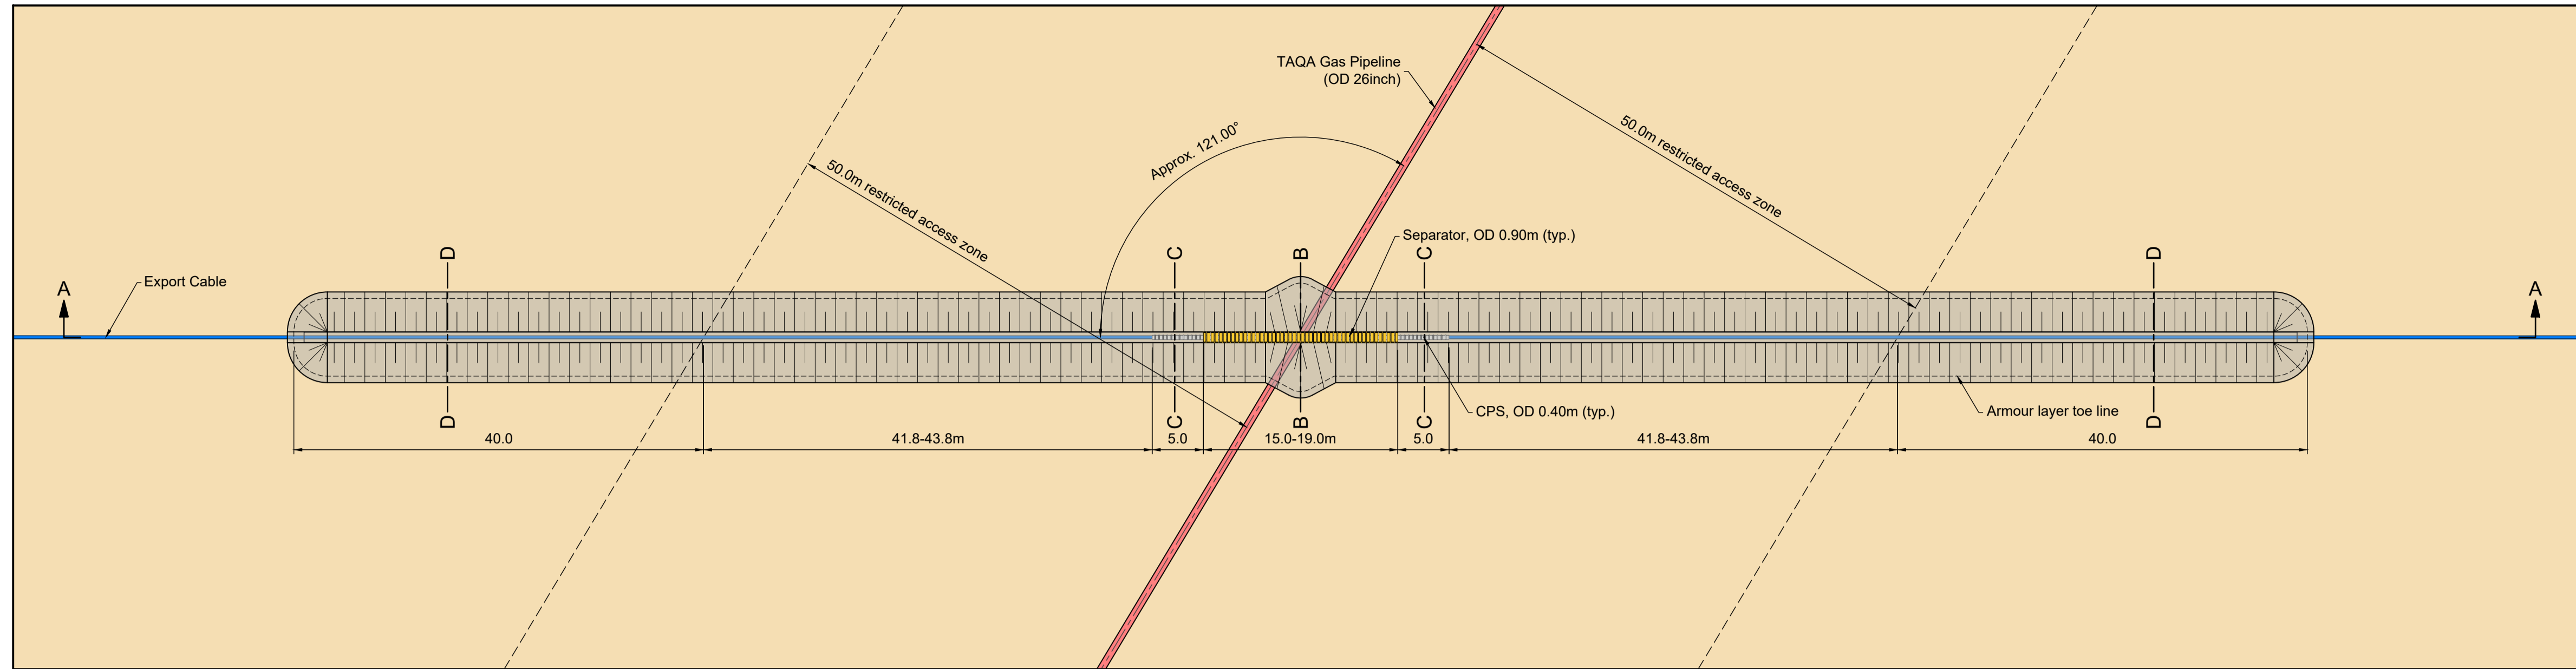 TAQA Gas Pipeline
(OD 26inch)
50.0m restricted access zone
Approx. 121.00°
50.0m restricted access zone
Separator, OD 0.90m (typ.)
D
C
B
C
D
Export Cable
A
A
CPS, OD 0.40m (typ.)
Armour layer toe line
D
C
B
C
D
40.0
41.8-43.8m
5.0
15.0-19.0m
5.0
41.8-43.8m
40.0